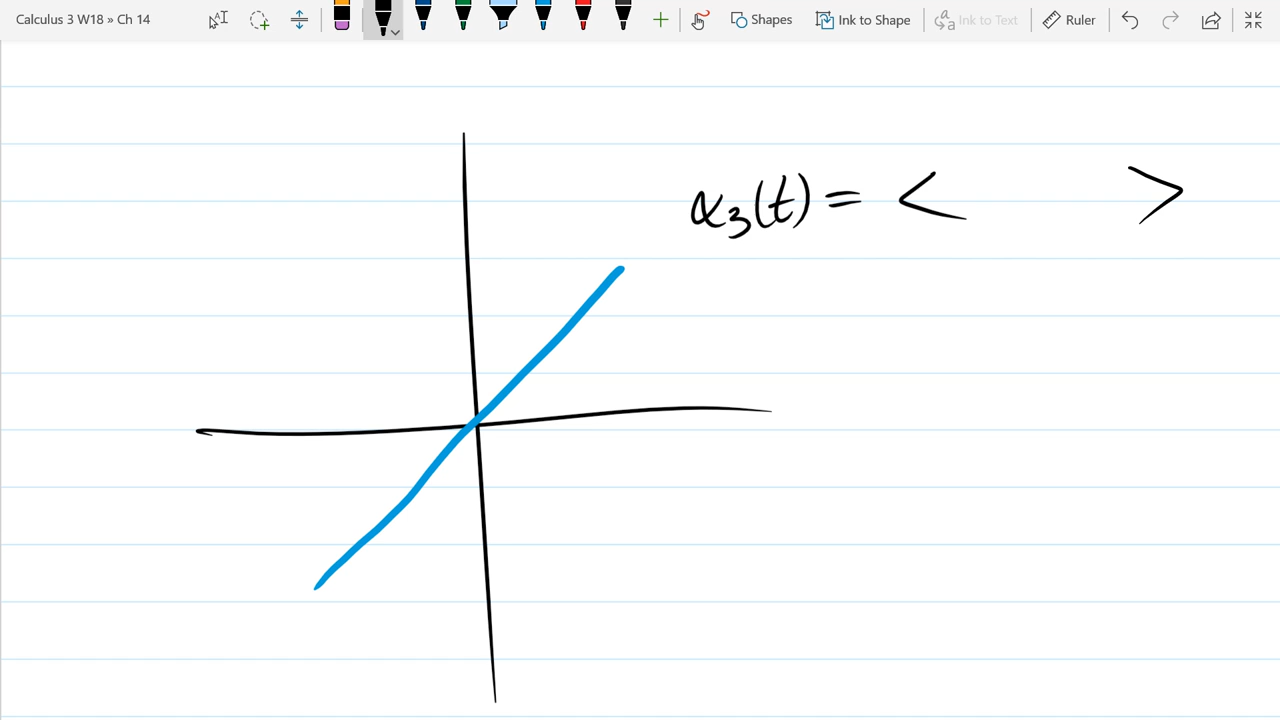 Calculus 3 W18 » Ch 14
Shapes
Ink to Shape
Ink to Text
Ruler
α₃(t) = < >